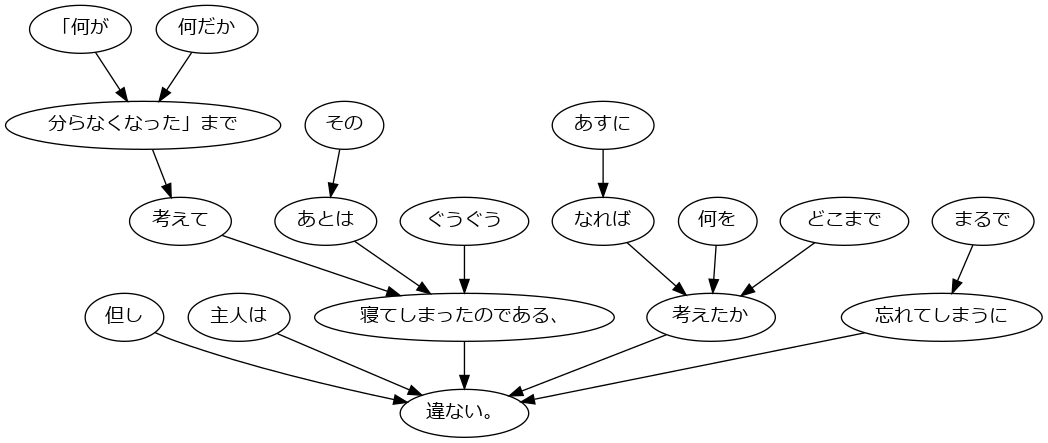 「何が 何だか
分らなくなった」まで その あすに
考えて あとは ぐうぐう なれば 何を どこまで まるで
但し 主人は 寝てしまったのである、 考えたか 忘れてしまうに
違ない。